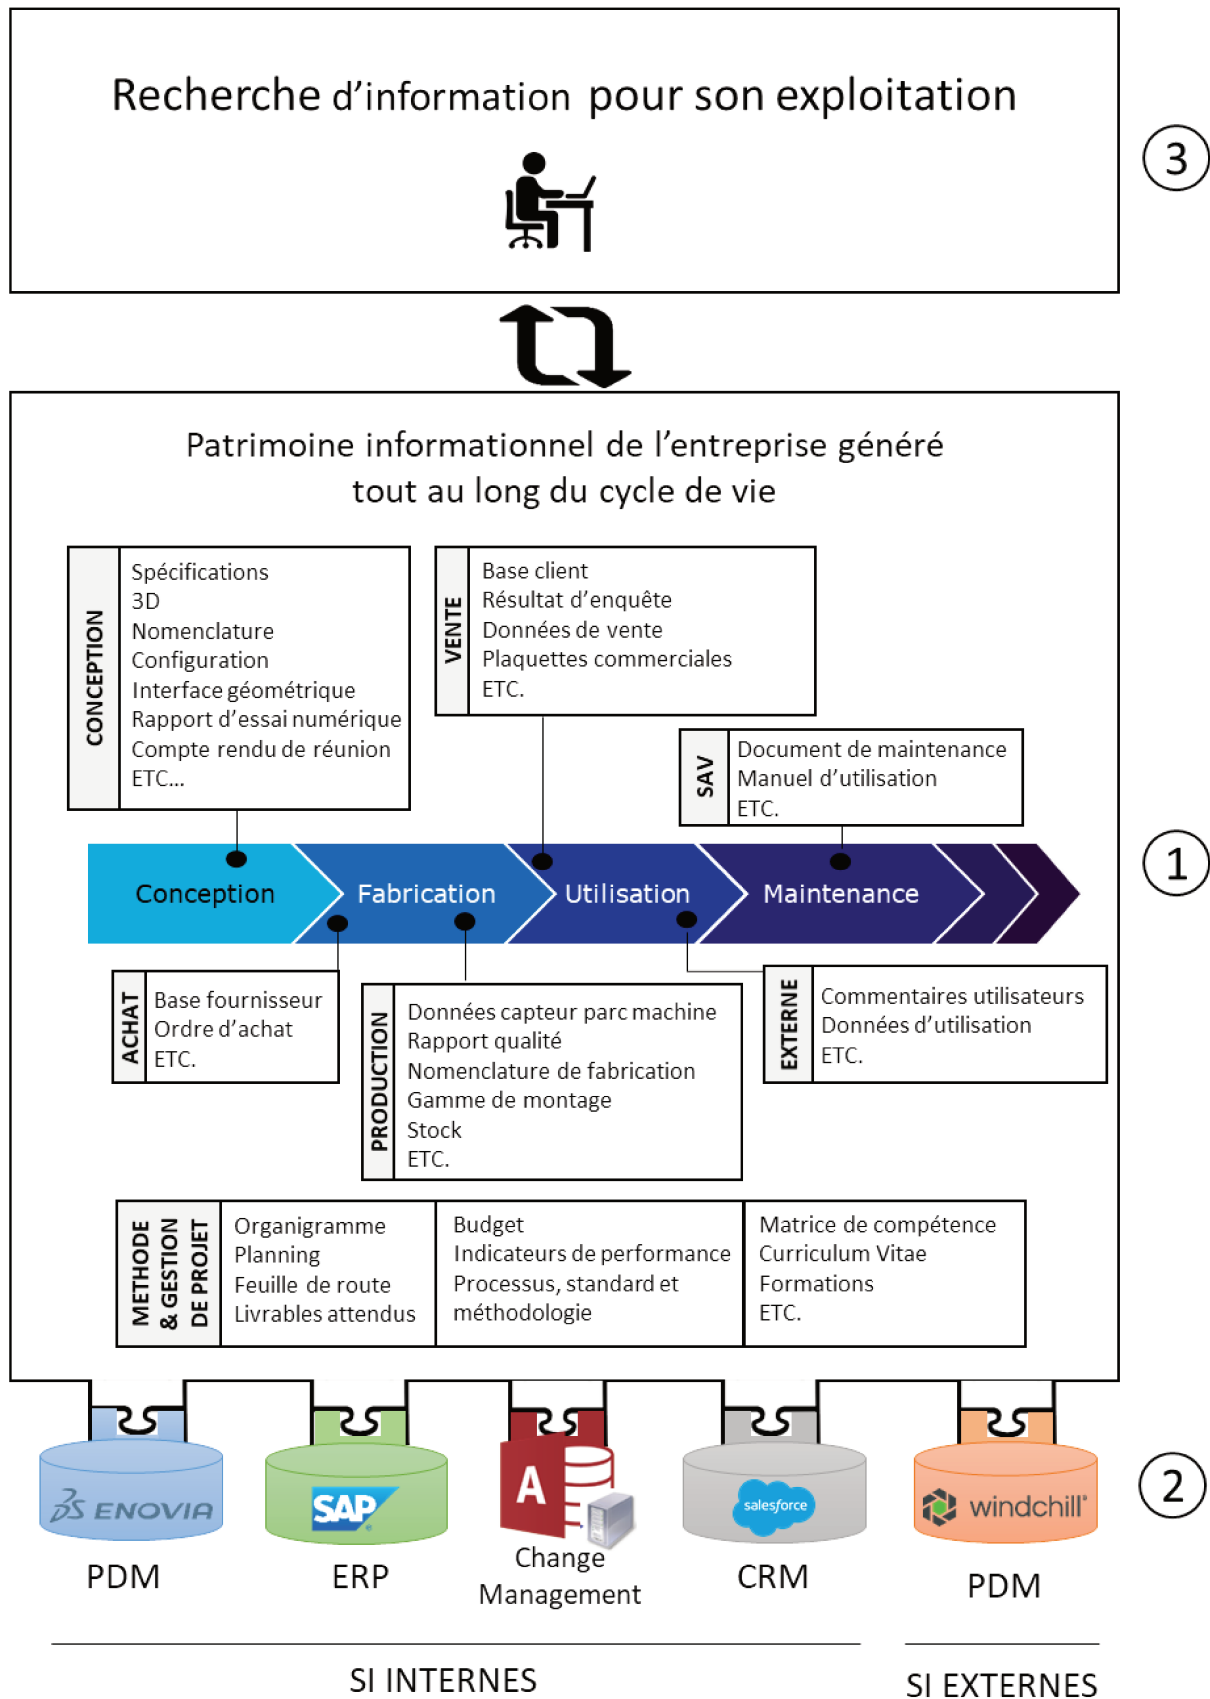 Recherche d'information pour son exploitation
3
Patrimoine informationnel de l'entreprise généré
tout au long du cycle de vie
CONCEPTION
Spécifications
3D
Nomenclature
Configuration
Interface géométrique
Rapport d'essai numérique
Compte rendu de réunion
ETC...
VENTE
Base client
Résultat d'enquête
Données de vente
Plaquettes commerciales
ETC.
SAV
Document de maintenance
Manuel d'utilisation
ETC.
1
Conception
Fabrication
Utilisation
Maintenance
ACHAT
Base fournisseur
Ordre d'achat
ETC.
PRODUCTION
Données capteur parc machine
Rapport qualité
Nomenclature de fabrication
Gamme de montage
Stock
ETC.
EXTERNE
Commentaires utilisateurs
Données d'utilisation
ETC.
METHODE
& GESTION
DE PROJET
Organigramme
Planning
Feuille de route
Livrables attendus
Budget
Indicateurs de performance
Processus, standard et
méthodologie
Matrice de compétence
Curriculum Vitae
Formations
ETC.
2
3S ENOVIA
SAP
A
salesforce
windchill
PDM
ERP
Change
Management
CRM
PDM
SI INTERNES
SI EXTERNES